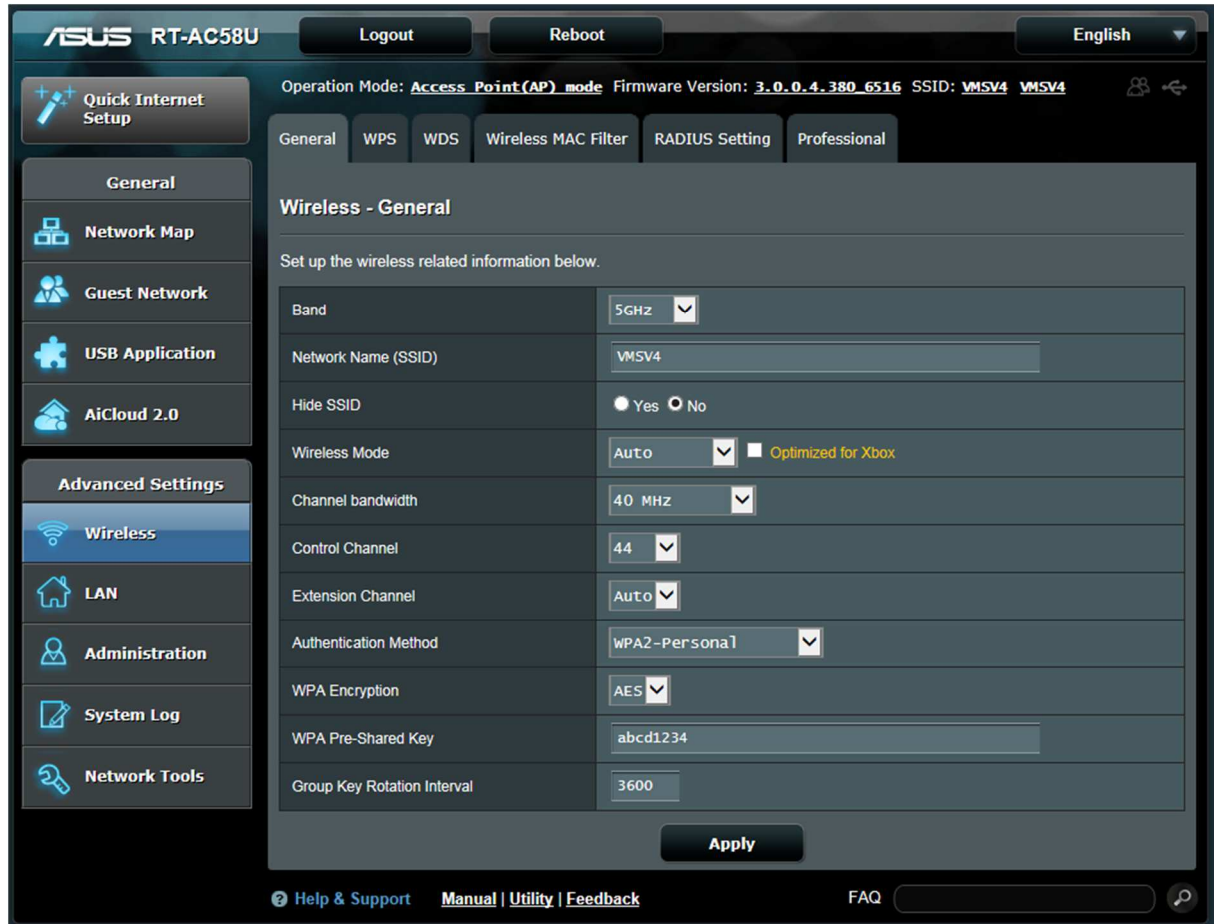 ASUS RT-AC58U Logout Reboot English
Quick Internet Setup
Operation Mode: Access Point(AP) mode Firmware Version: 3.0.0.4.380_6516 SSID: VMSV4 VMSV4
General WPS WDS Wireless MAC Filter RADIUS Setting Professional
General
Network Map
Guest Network
USB Application
AiCloud 2.0
Advanced Settings
Wireless
LAN
Administration
System Log
Network Tools
Wireless - General
Set up the wireless related information below.
Band 5GHz
Network Name (SSID) VMSV4
Hide SSID Yes No
Wireless Mode Auto Optimized for Xbox
Channel bandwidth 40 MHz
Control Channel 44
Extension Channel Auto
Authentication Method WPA2-Personal
WPA Encryption AES
WPA Pre-Shared Key abcd1234
Group Key Rotation Interval 3600
Apply
Help & Support Manual | Utility | Feedback FAQ